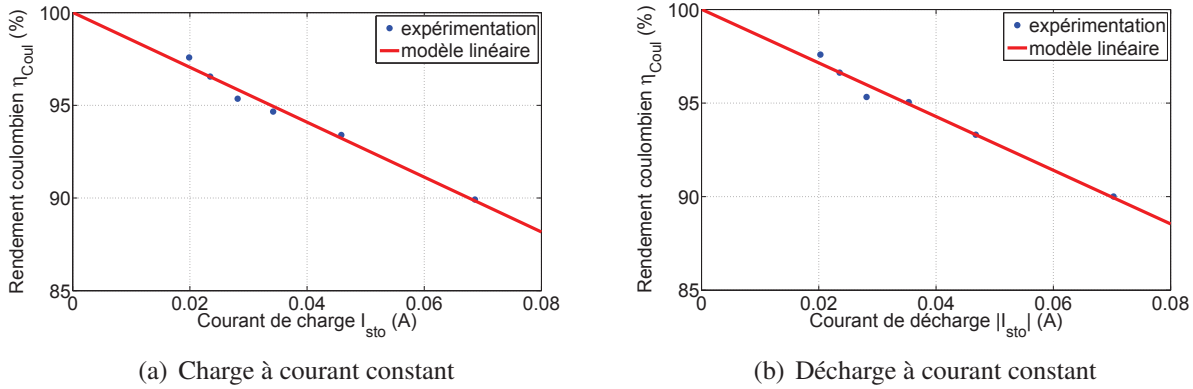 100
95
90
85
Rendement coulombien η_Coul (%)
expérimentation
modèle linéaire
0
0.02
0.04
0.06
0.08
Courant de charge I_sto (A)
(a) Charge à courant constant
100
95
90
85
Rendement coulombien η_Coul (%)
expérimentation
modèle linéaire
0
0.02
0.04
0.06
0.08
Courant de décharge |I_sto| (A)
(b) Décharge à courant constant